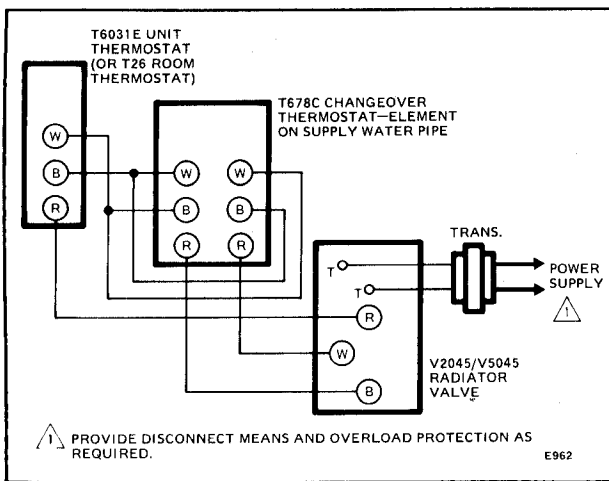 T6031E UNIT
THERMOSTAT
(OR T26 ROOM
THERMOSTAT)
T678C CHANGEOVER
THERMOSTAT—ELEMENT
ON SUPPLY WATER PIPE
W
B
R
W
W
B
B
R
R
TRANS.
T
T
POWER
SUPPLY
1
R
W
B
V2045/V5045
RADIATOR
VALVE
1 PROVIDE DISCONNECT MEANS AND OVERLOAD PROTECTION AS
REQUIRED.
E962